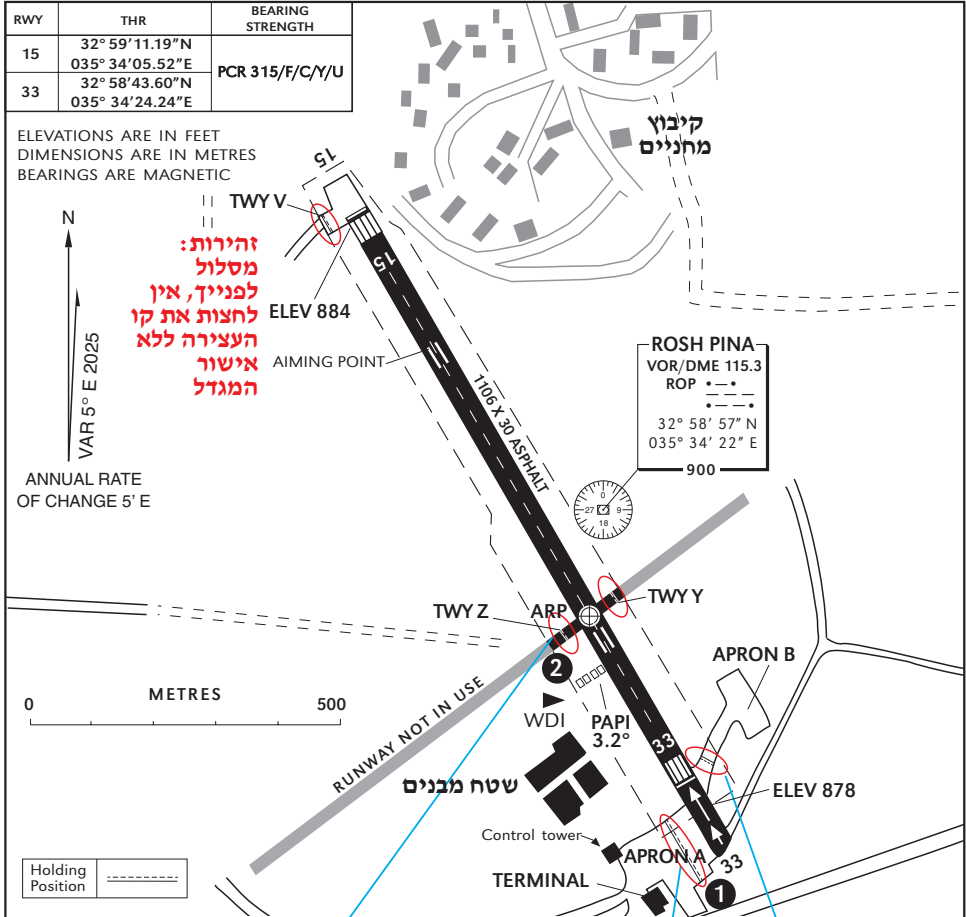 RWY THR BEARING STRENGTH
15 32° 59'11.19"N 035° 34'05.52"E PCR 315/F/C/Y/U
33 32° 58'43.60"N 035° 34'24.24"E
ELEVATIONS ARE IN FEET
DIMENSIONS ARE IN METRES
BEARINGS ARE MAGNETIC
קיבוץ
מחניים
15
TWY V
N
זהירות:
מסלול
לפנייך, אין
לחצות את קו
העצירה ללא
אישור
המגדל
15
ELEV 884
AIMING POINT
VAR 5° E 2025
ANNUAL RATE
OF CHANGE 5' E
1106 X 30 ASPHALT
ROSH PINA
VOR/DME 115.3
ROP
32° 58' 57" N
035° 34' 22" E
900
0
27 9
18
TWY Z
ARP
TWY Y
2
APRON B
METRES
0 500
WDI
PAPI
3.2°
RUNWAY NOT IN USE
33
שטח מבנים
ELEV 878
Control tower
APRON A
33
TERMINAL
1
Holding
Position